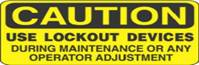 CAUTION
USE LOCKOUT DEVICES
DURING MAINTENANCE OR ANY
OPERATOR ADJUSTMENT